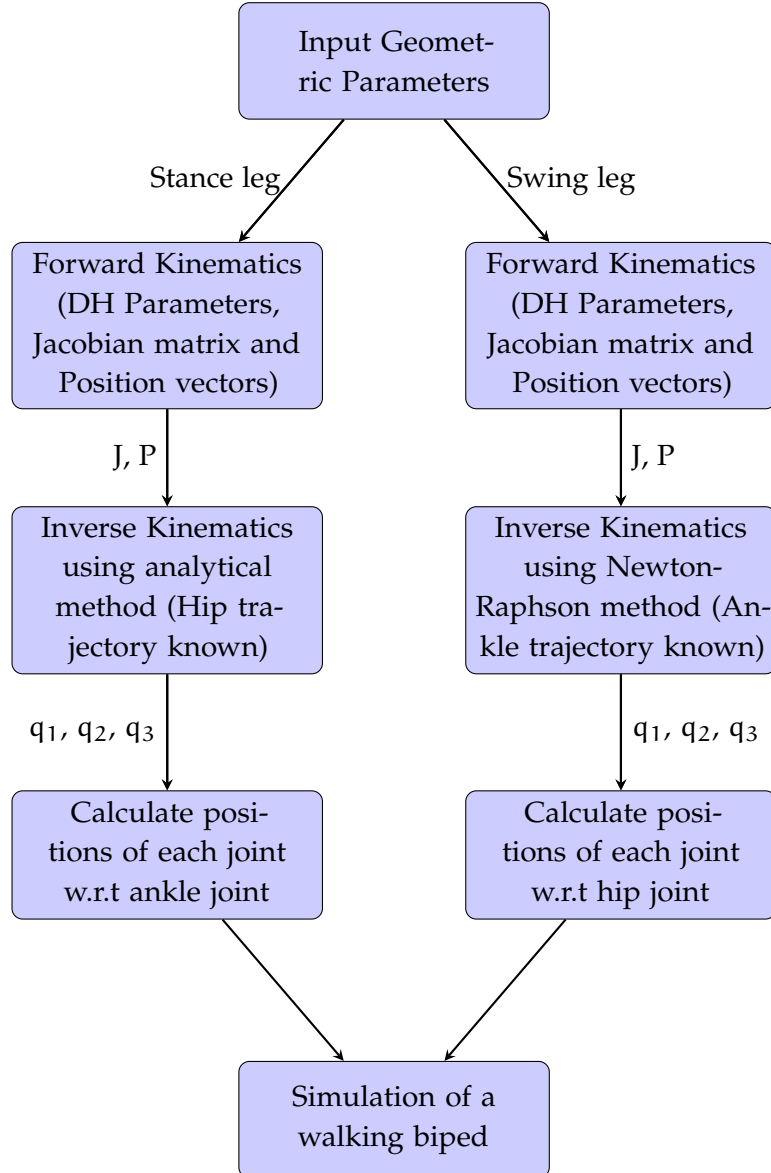 Input Geomet-
ric Parameters
Stance leg
Swing leg
Forward Kinematics
(DH Parameters,
Jacobian matrix and
Position vectors)
Forward Kinematics
(DH Parameters,
Jacobian matrix and
Position vectors)
J, P
J, P
Inverse Kinematics
using analytical
method (Hip tra-
jectory known)
Inverse Kinematics
using Newton-
Raphson method (An-
kle trajectory known)
q₁, q₂, q₃
q₁, q₂, q₃
Calculate posi-
tions of each joint
w.r.t ankle joint
Calculate posi-
tions of each joint
w.r.t hip joint
Simulation of a
walking biped